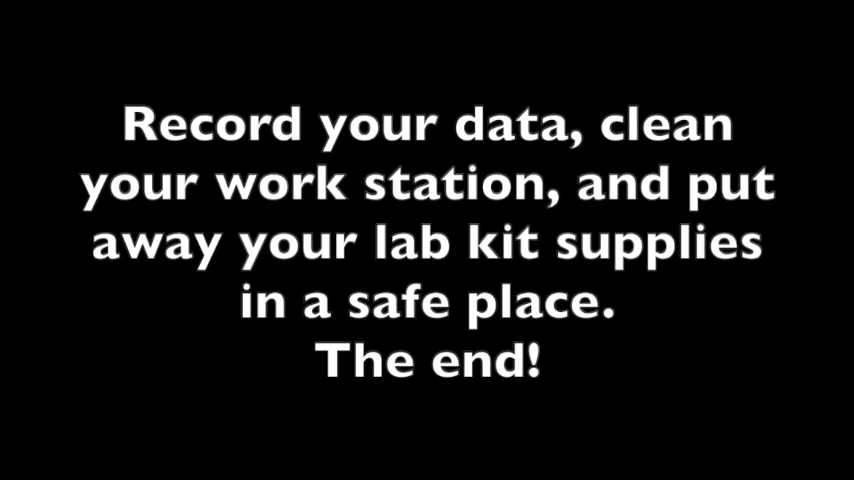 Record your data, clean
your work station, and put
away your lab kit supplies
in a safe place.
The end!